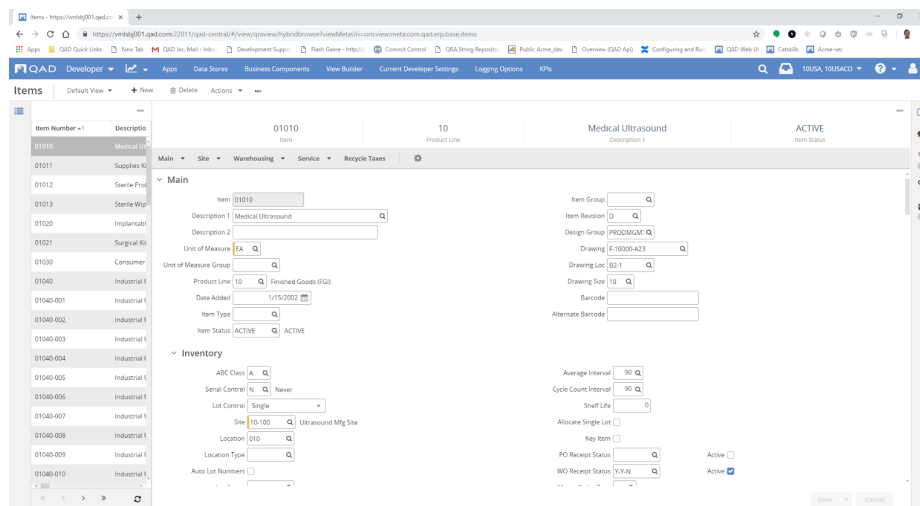 Items - https://vmlsbj001.qad.co
https://vmlsbj001.qad.com:22011/qad-central/#/view/qraview/hybridbrowse?viewMetaUri=urn:view:meta:com.qad.erp.base.items
Apps QAD Quick Links New Tab QAD Inc. Mail - Inbox Development Suppo Flash Game - http:// Commit Control QRA String Reposito Public Acme_dev Overview (QAD Api) Configuring and Run QAD Web UI Catskills Acme-sec
QAD Developer Apps Data Stores Business Components View Builder Current Developer Settings Logging Options KPIs 10USA, 10USACO
Items Default View New Delete Actions
Item Number 1 Descriptio
01010 10 Medical Ultrasound ACTIVE
Item Product Line Description 1 Item Status
01010 Medical Ul
01011 Supplies Ki
01012 Sterile Prol
01013 Sterile Wip
01020 Implantabl
01021 Surgical Kit
01030 Consumer
01040 Industrial U
01040-001 Industrial U
01040-002 Industrial U
01040-003 Industrial U
01040-004 Industrial U
01040-005 Industrial U
01040-006 Industrial U
01040-007 Industrial U
01040-008 Industrial U
01040-009 Industrial U
01040-010 Industrial U
Main Site Warehousing Service Recycle Taxes
Main
Item 01010 Item Group
Description 1 Medical Ultrasound Item Revision D
Description 2 Design Group PRODMGMT
Unit of Measure EA Drawing F-10000-A23
Unit of Measure Group Drawing Loc B2-1
Product Line 10 Finished Goods (FGI) Drawing Size 10
Date Added 1/15/2002 Barcode
Item Type Alternate Barcode
Item Status ACTIVE ACTIVE
Inventory
ABC Class A Average Interval 90
Serial Control N Never Cycle Count Interval 90
Lot Control Single Shelf Life 0
Site 10-100 Ultrasound Mfg Site Allocate Single Lot
Location 010 Key Item
Location Type PO Receipt Status Active
Auto Lot Numbers WO Receipt Status Y-Y-N Active
Save Cancel